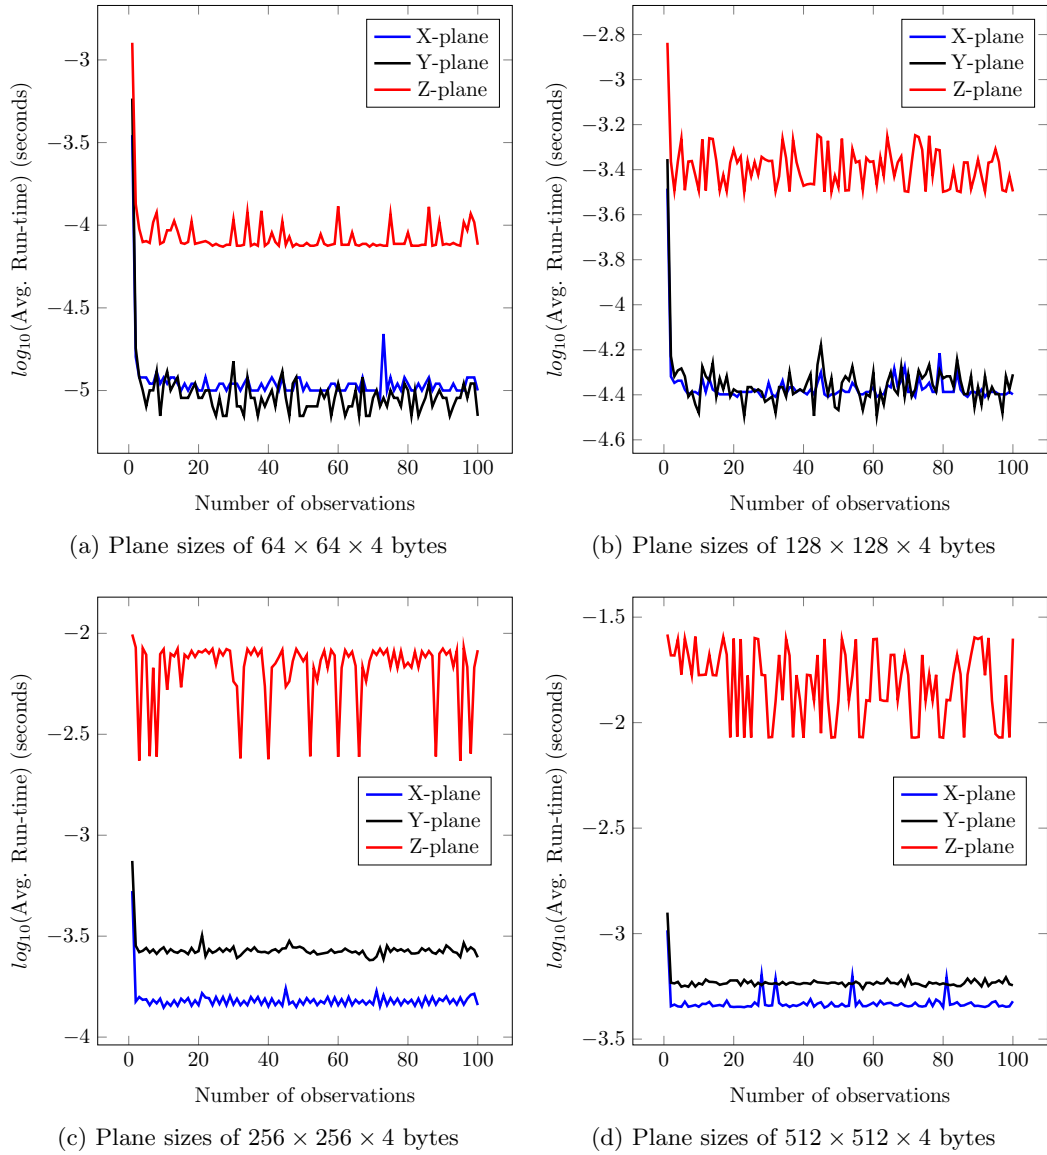 −3
−3.5
−4
−4.5
−5
log10(Avg. Run-time) (seconds)
X-plane
Y-plane
Z-plane
0 20 40 60 80 100
Number of observations
(a) Plane sizes of 64 × 64 × 4 bytes
−2.8
−3
−3.2
−3.4
−3.6
−3.8
−4
−4.2
−4.4
−4.6
log10(Avg. Run-time) (seconds)
X-plane
Y-plane
Z-plane
0 20 40 60 80 100
Number of observations
(b) Plane sizes of 128 × 128 × 4 bytes
−2
−2.5
−3
−3.5
−4
log10(Avg. Run-time) (seconds)
X-plane
Y-plane
Z-plane
0 20 40 60 80 100
Number of observations
(c) Plane sizes of 256 × 256 × 4 bytes
−1.5
−2
−2.5
−3
−3.5
log10(Avg. Run-time) (seconds)
X-plane
Y-plane
Z-plane
0 20 40 60 80 100
Number of observations
(d) Plane sizes of 512 × 512 × 4 bytes